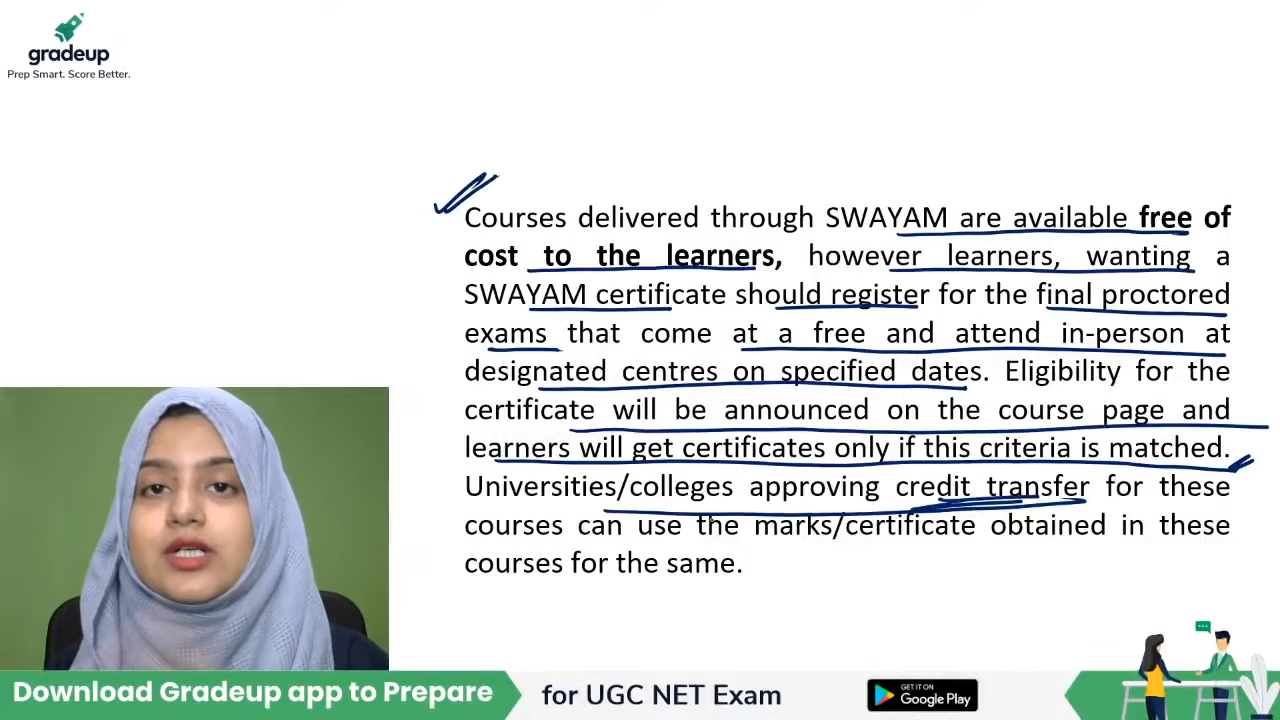 gradeup
Prep Smart. Score Better.
Courses delivered through SWAYAM are available free of
cost to the learners, however learners, wanting a
SWAYAM certificate should register for the final proctored
exams that come at a free and attend in-person at
designated centres on specified dates. Eligibility for the
certificate will be announced on the course page and
learners will get certificates only if this criteria is matched.
Universities/colleges approving credit transfer for these
courses can use the marks/certificate obtained in these
courses for the same.
Download Gradeup app to Prepare
for UGC NET Exam
GET IT ON
Google Play